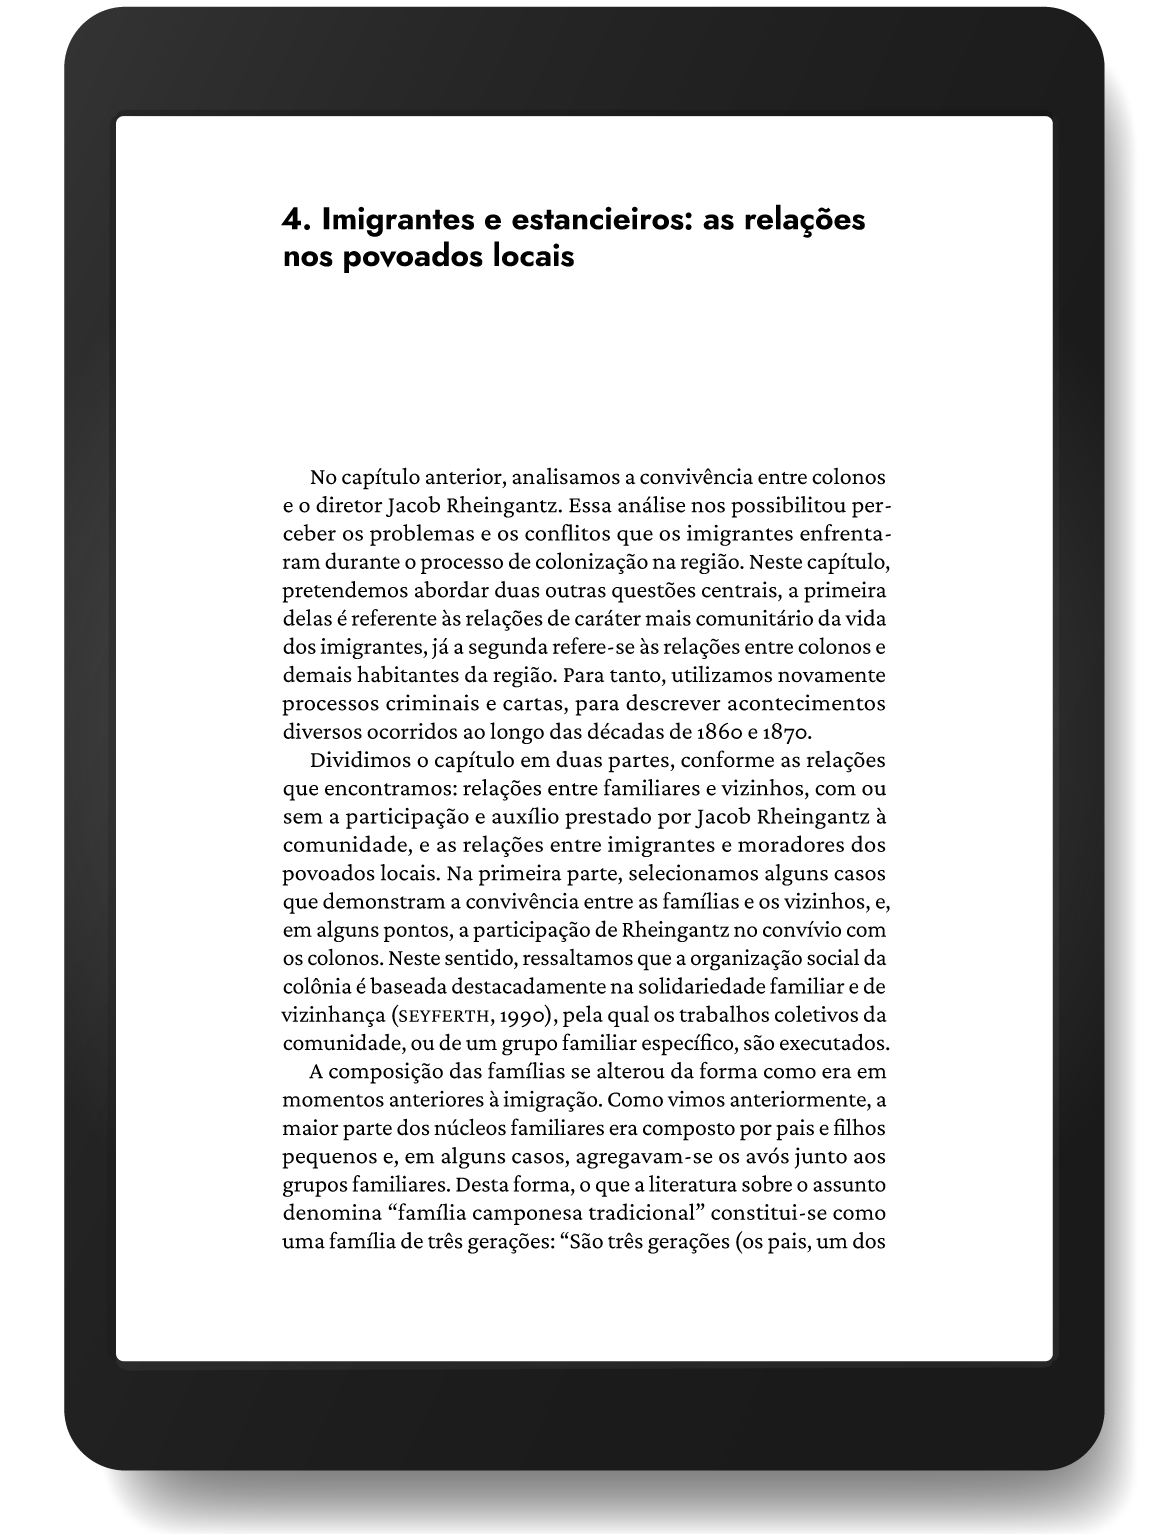 4. Imigrantes e estancieiros: as relações
nos povoados locais
No capítulo anterior, analisamos a convivência entre colonos
e o diretor Jacob Rheingantz. Essa análise nos possibilitou per-
ceber os problemas e os conflitos que os imigrantes enfrenta-
ram durante o processo de colonização na região. Neste capítulo,
pretendemos abordar duas outras questões centrais, a primeira
delas é referente às relações de caráter mais comunitário da vida
dos imigrantes, já a segunda refere-se às relações entre colonos e
demais habitantes da região. Para tanto, utilizamos novamente
processos criminais e cartas, para descrever acontecimentos
diversos ocorridos ao longo das décadas de 1860 e 1870.
Dividimos o capítulo em duas partes, conforme as relações
que encontramos: relações entre familiares e vizinhos, com ou
sem a participação e auxílio prestado por Jacob Rheingantz à
comunidade, e as relações entre imigrantes e moradores dos
povoados locais. Na primeira parte, selecionamos alguns casos
que demonstram a convivência entre as famílias e os vizinhos, e,
em alguns pontos, a participação de Rheingantz no convívio com
os colonos. Neste sentido, ressaltamos que a organização social da
colônia é baseada destacadamente na solidariedade familiar e de
vizinhança (SEYFERTH, 1990), pela qual os trabalhos coletivos da
comunidade, ou de um grupo familiar específico, são executados.
A composição das famílias se alterou da forma como era em
momentos anteriores à imigração. Como vimos anteriormente, a
maior parte dos núcleos familiares era composto por pais e filhos
pequenos e, em alguns casos, agregavam-se os avós junto aos
grupos familiares. Desta forma, o que a literatura sobre o assunto
denomina “família camponesa tradicional” constitui-se como
uma família de três gerações: “São três gerações (os pais, um dos